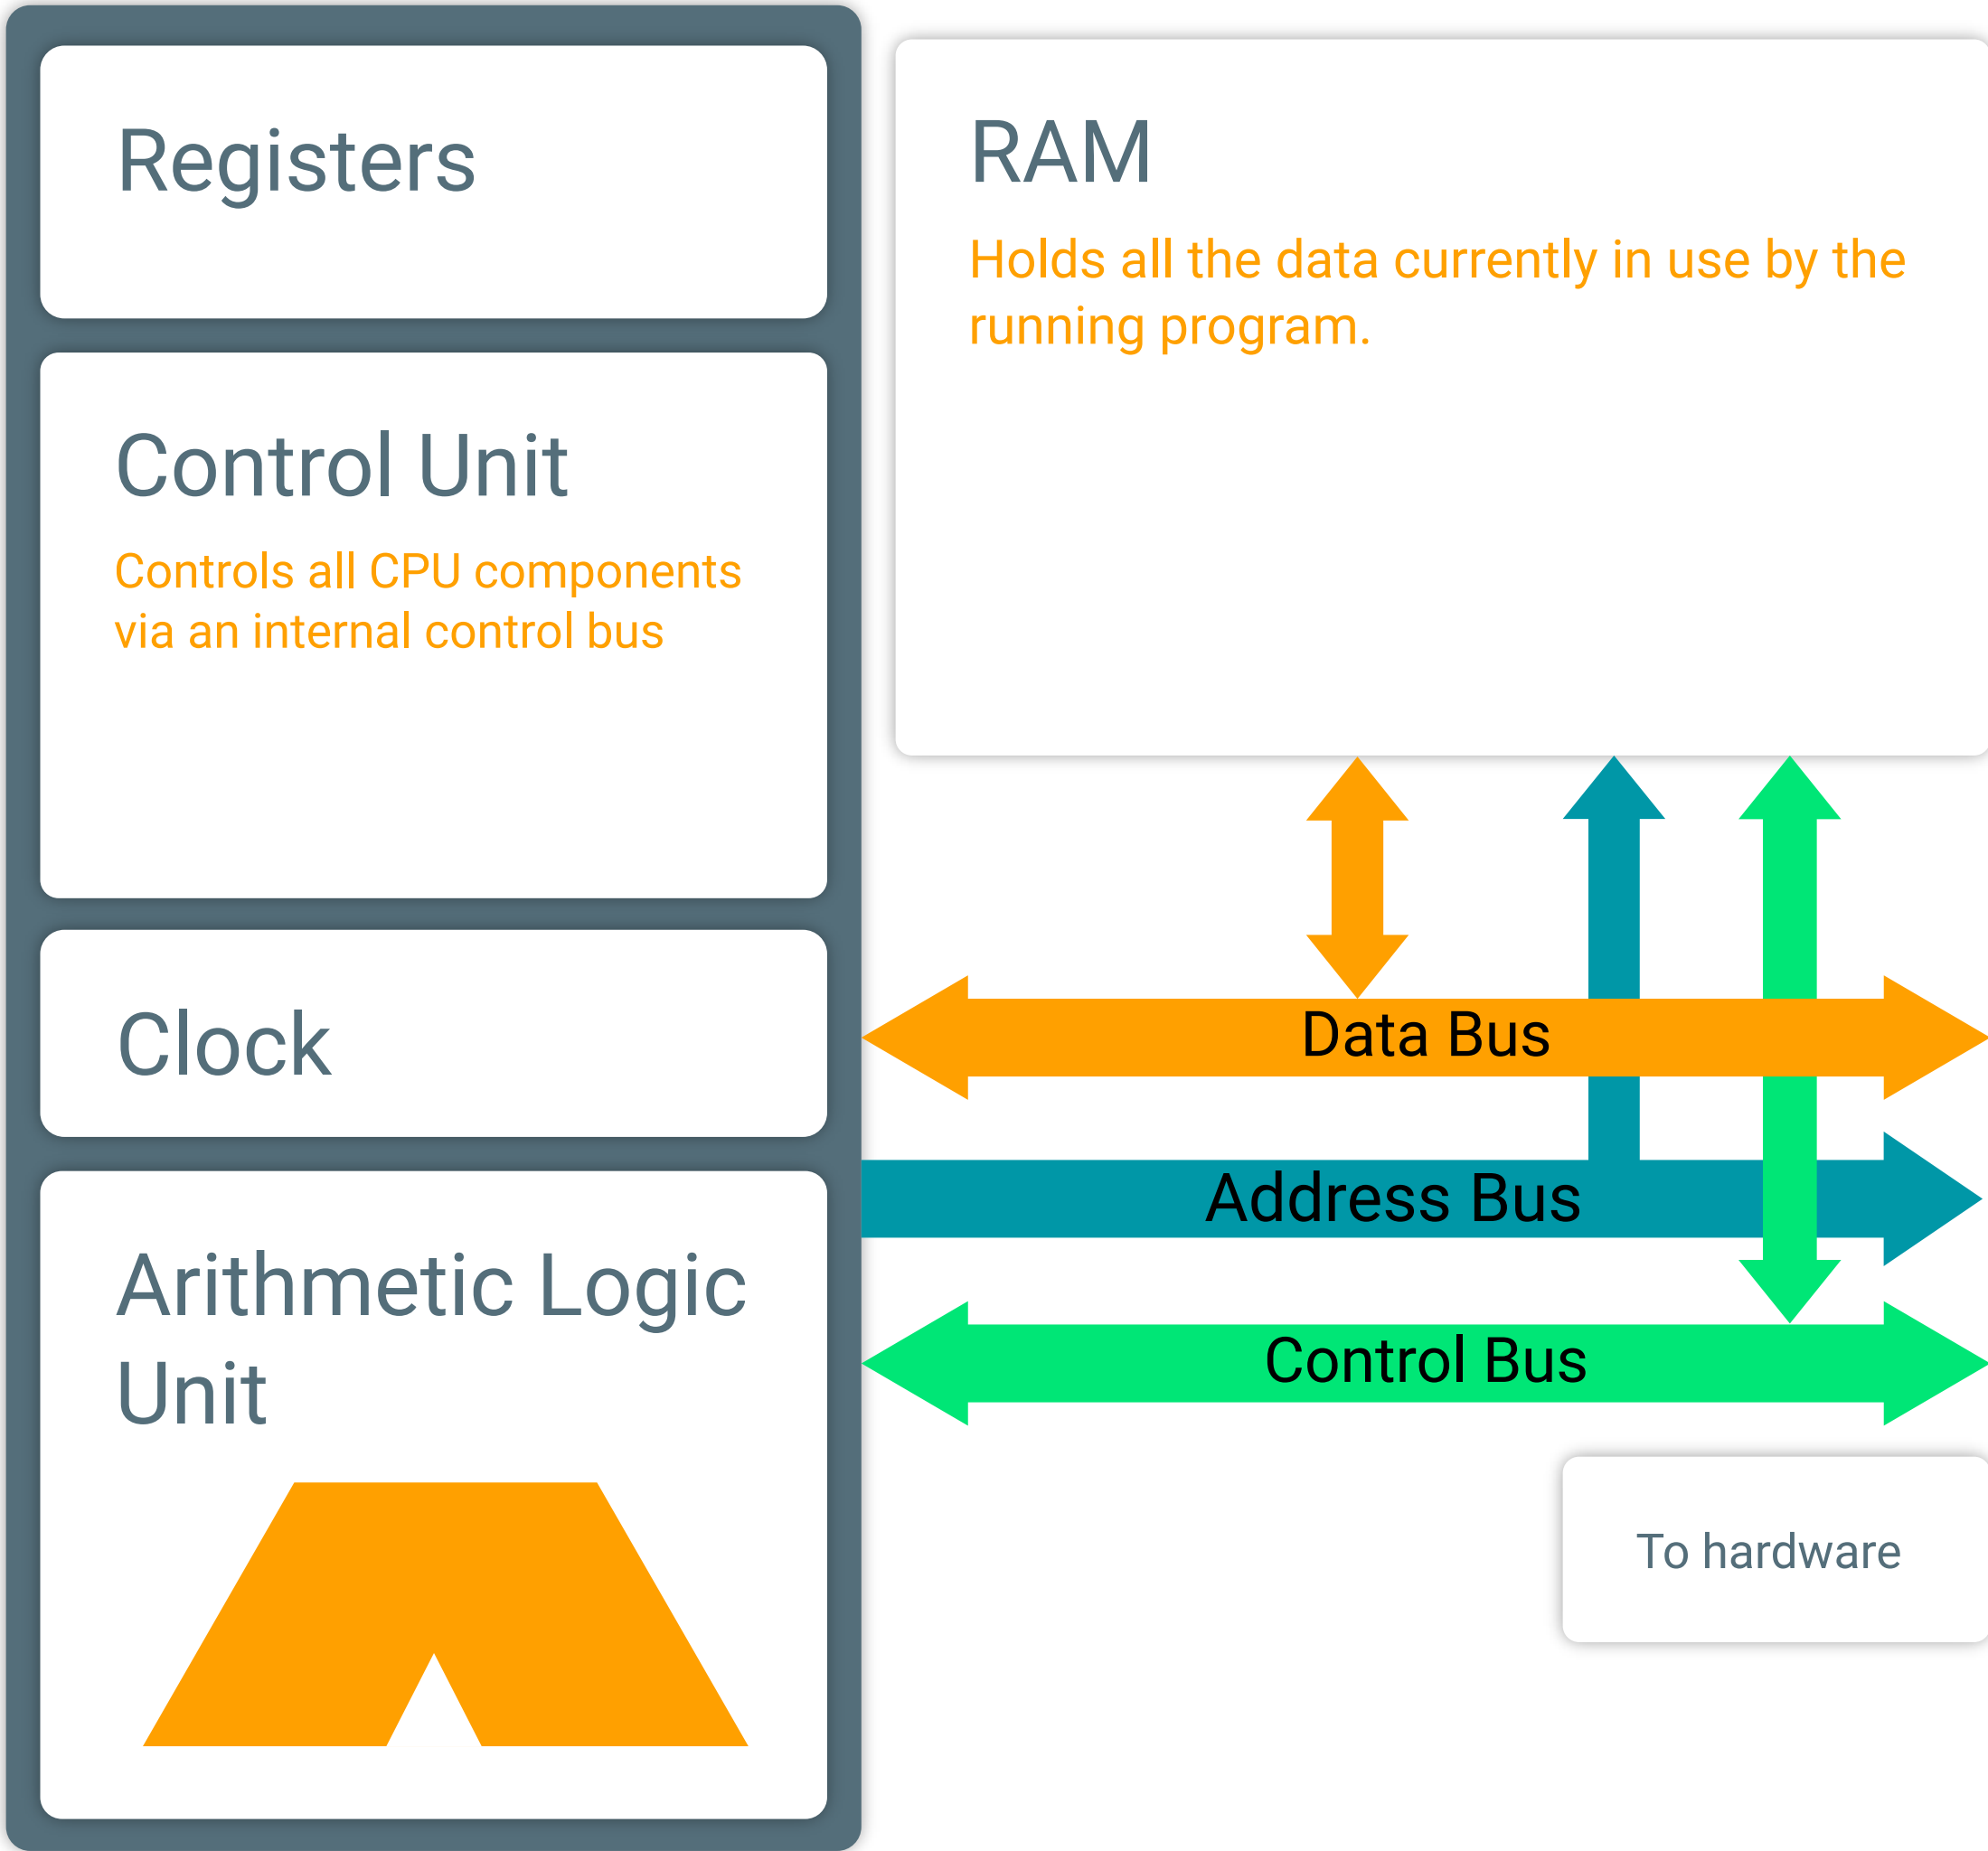 Registers
Control Unit
Controls all CPU components
via an internal control bus
Clock
Arithmetic Logic
Unit
RAM
Holds all the data currently in use by the
running program.
Data Bus
Address Bus
Control Bus
To hardware